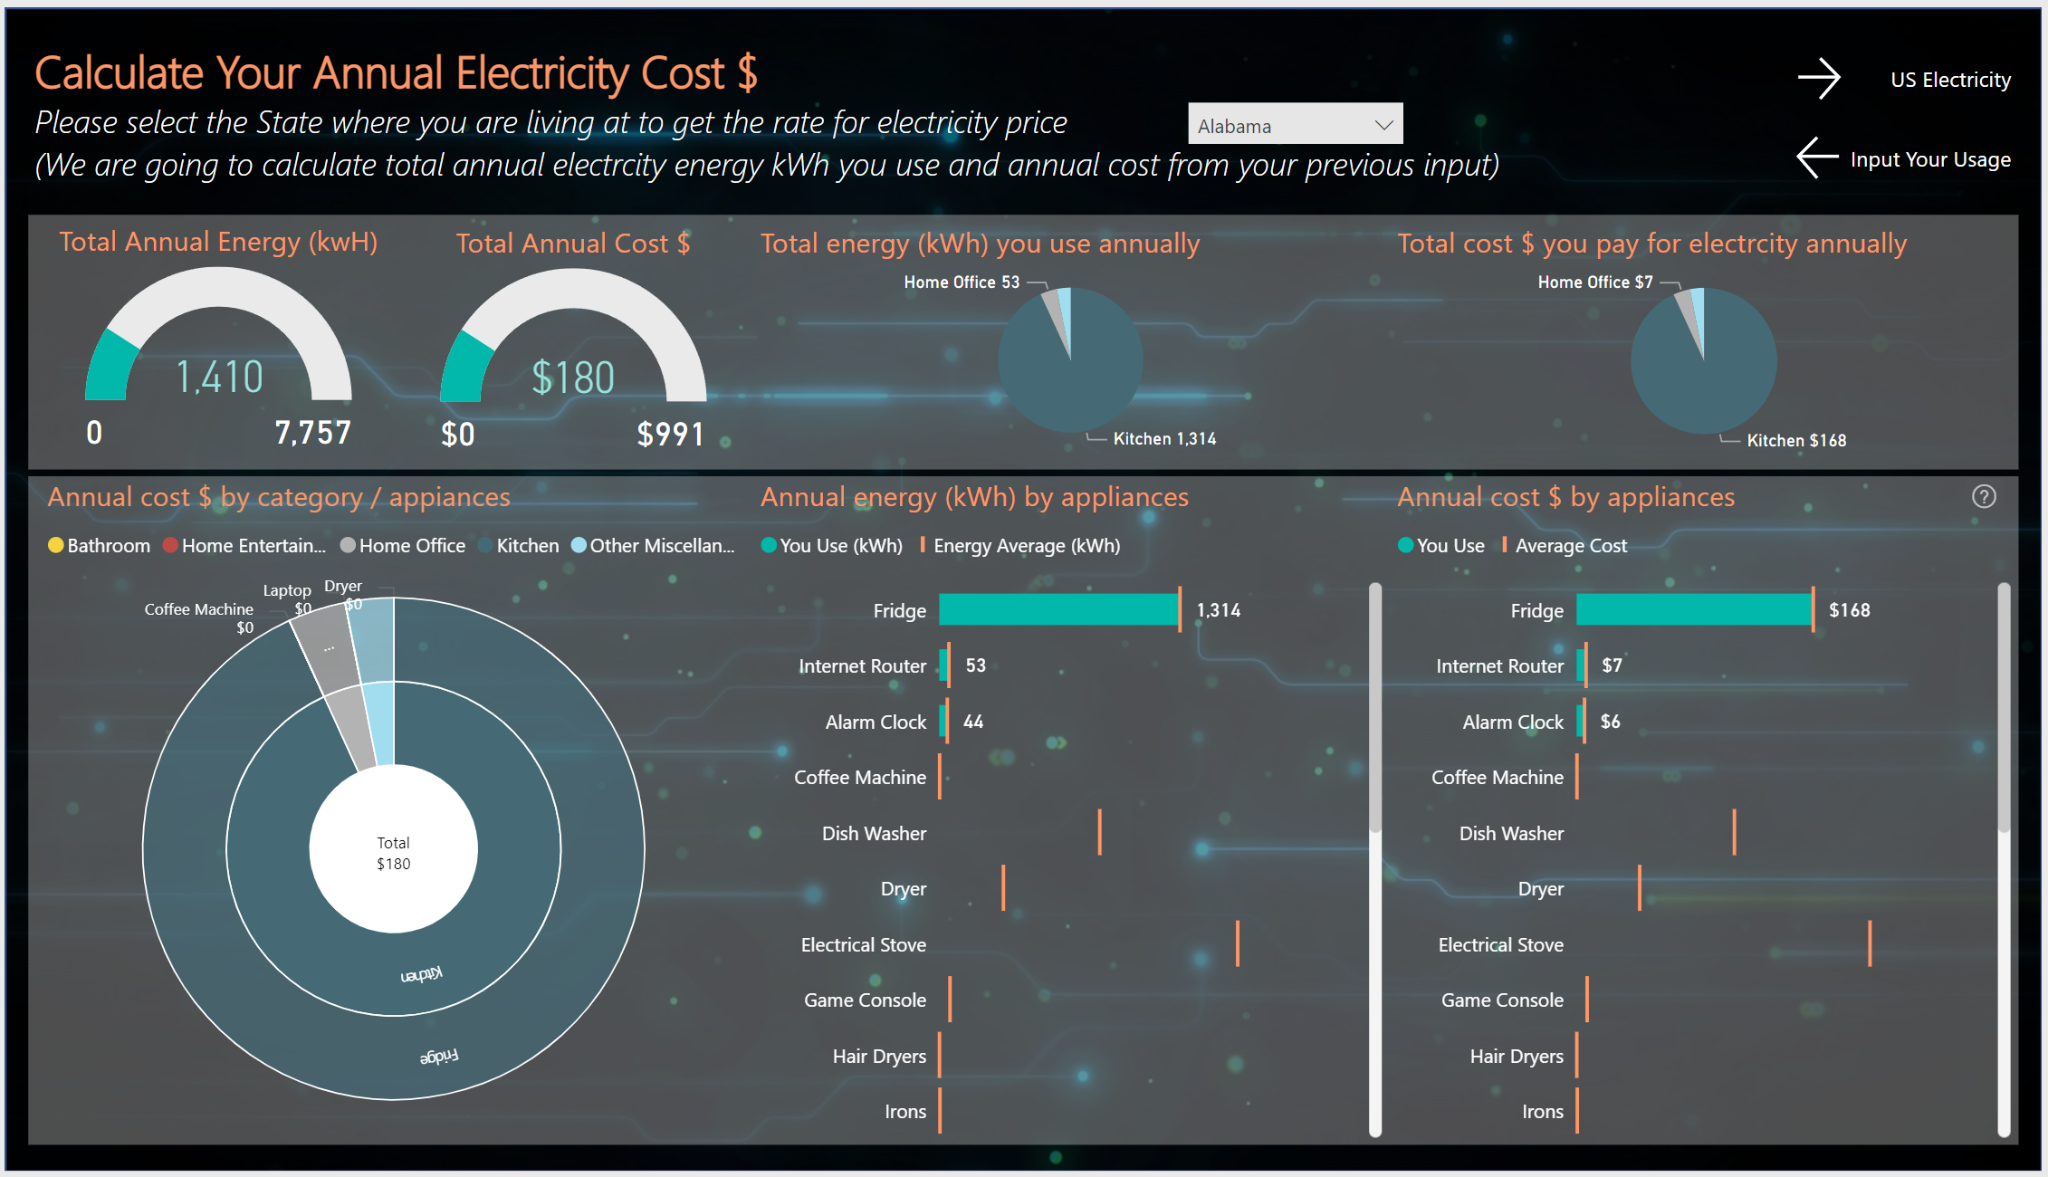 Calculate Your Annual Electricity Cost $
Please select the State where you are living at to get the rate for electricity price
Alabama
(We are going to calculate total annual electrcity energy kWh you use and annual cost from your previous input)
US Electricity
Input Your Usage
Total Annual Energy (kwH)
1,410
0
7,757
Total Annual Cost $
$180
$0
$991
Total energy (kWh) you use annually
Home Office 53
Kitchen 1,314
Total cost $ you pay for electrcity annually
Home Office $7
Kitchen $168
Annual cost $ by category / appiances
Bathroom
Home Entertain...
Home Office
Kitchen
Other Miscellan...
Coffee Machine
$0
Laptop
$0
Dryer
$0
...
Total
$180
Kitchen
Fridge
Annual energy (kWh) by appliances
You Use (kWh)
Energy Average (kWh)
Fridge
1,314
Internet Router
53
Alarm Clock
44
Coffee Machine
Dish Washer
Dryer
Electrical Stove
Game Console
Hair Dryers
Irons
Annual cost $ by appliances
?
You Use
Average Cost
Fridge
$168
Internet Router
$7
Alarm Clock
$6
Coffee Machine
Dish Washer
Dryer
Electrical Stove
Game Console
Hair Dryers
Irons